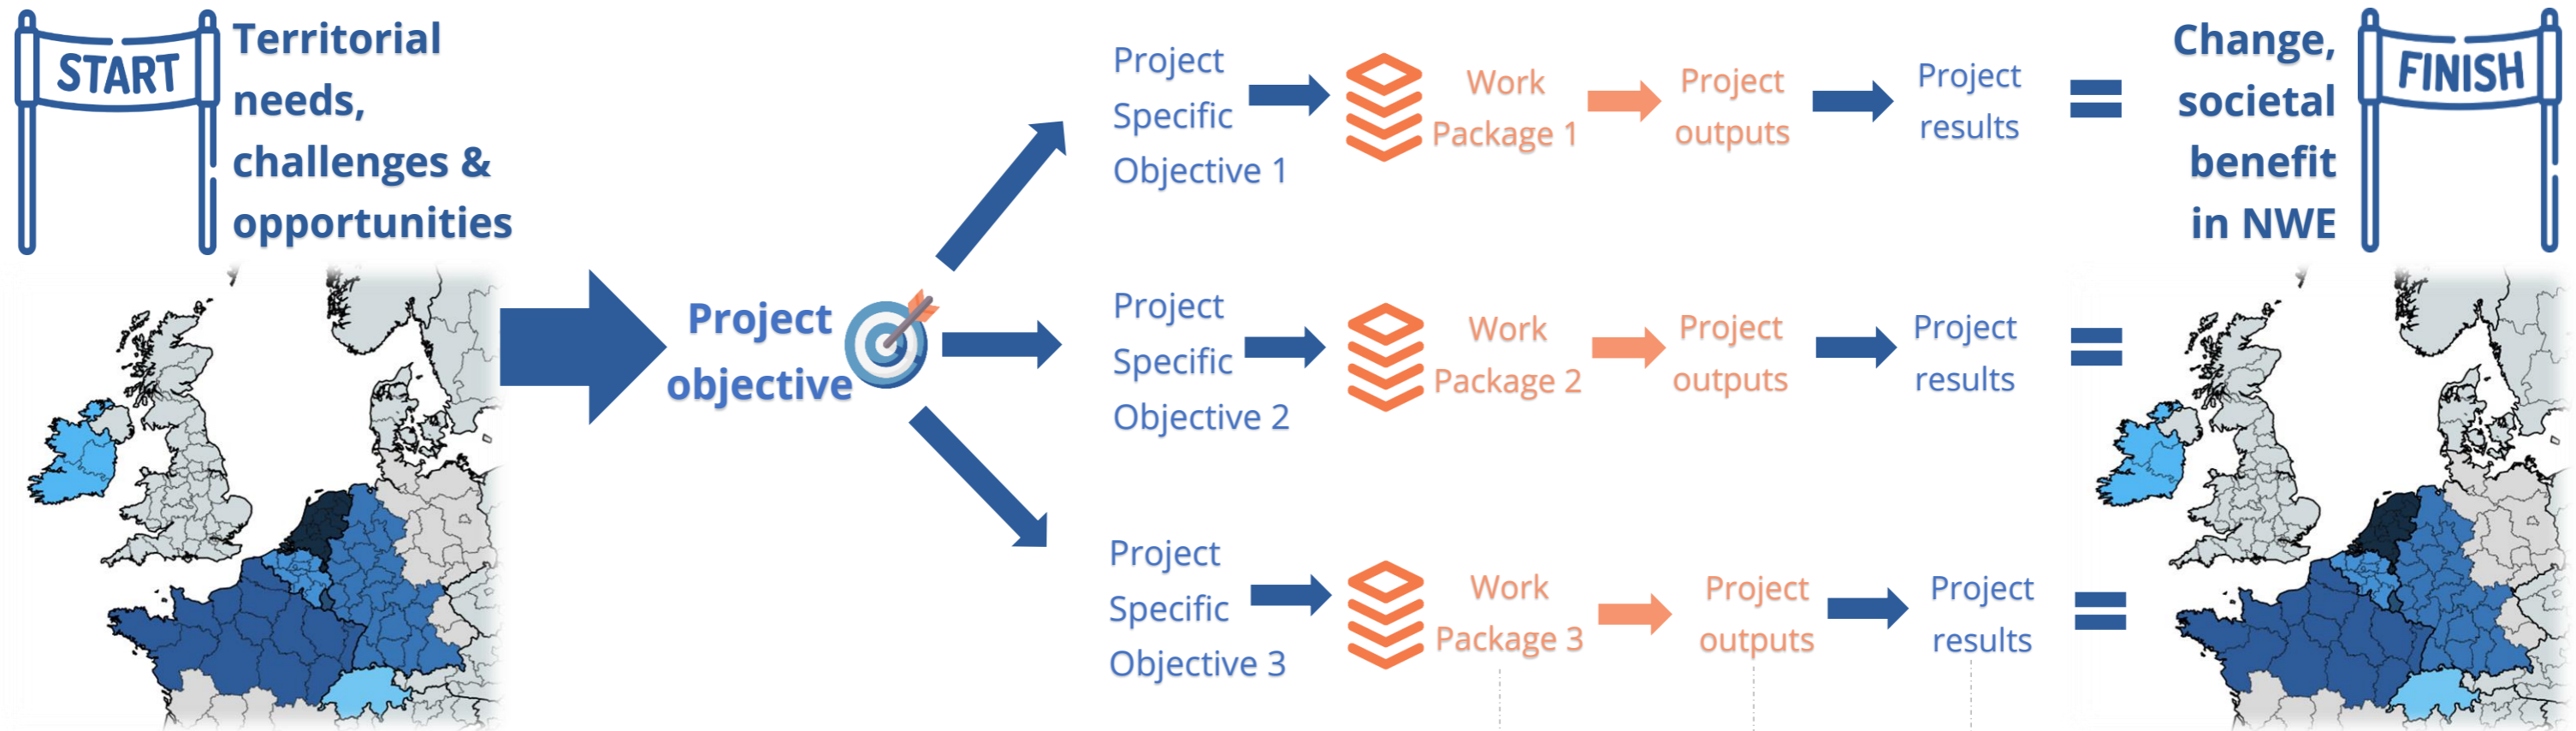 START
Territorial
needs,
challenges &
opportunities
Project
objective
Project
Specific
Objective 1
Work
Package 1
Project
outputs
Project
results
=
Project
Specific
Objective 2
Work
Package 2
Project
outputs
Project
results
=
Project
Specific
Objective 3
Work
Package 3
Project
outputs
Project
results
=
Change,
societal
benefit
in NWE
FINISH